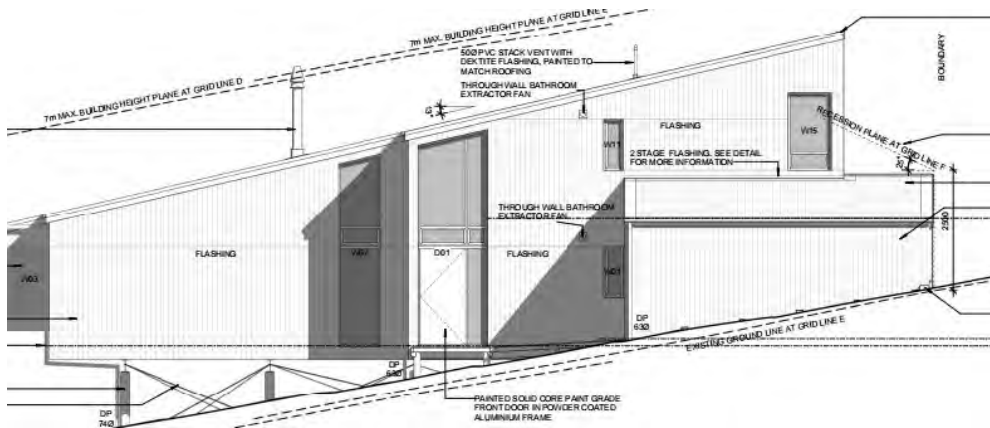 7m MAX. BUILDING HEIGHT PLANE AT GRID LINE E
7m MAX. BUILDING HEIGHT PLANE AT GRID LINE D
50Ø PVC STACK VENT WITH
DEKTITE FLASHING, PAINTED TO
MATCH ROOFING
THROUGH WALL BATHROOM
EXTRACTOR FAN
BOUNDARY
FLASHING
W11
W15
RECESSION PLANE AT GRID LINE F
2 STAGE FLASHING. SEE DETAIL
FOR MORE INFORMATION
THROUGH WALL BATHROOM
EXTRACTOR FAN
2500
FLASHING
W07
D01
FLASHING
W03
DP
63Ø
EXISTING GROUND LINE AT GRID LINE E
DP
63Ø
DP
74Ø
PAINTED SOLID CORE PAINT GRADE
FRONT DOOR IN POWDER COATED
ALUMINIUM FRAME